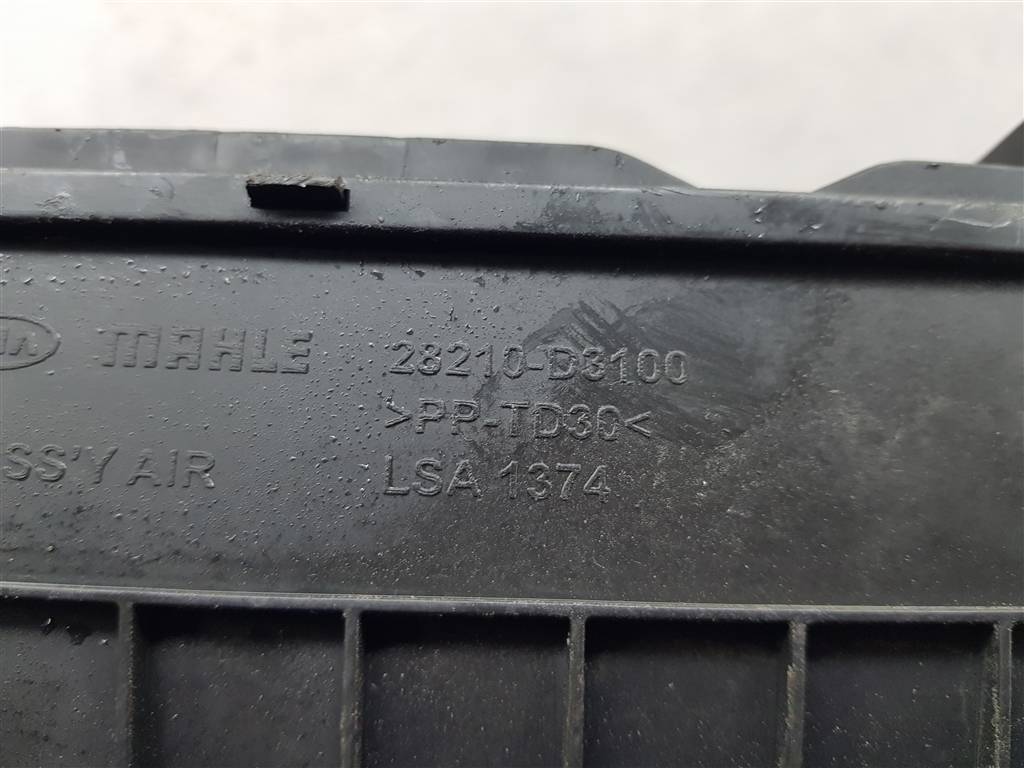 MAHLE 28210-D3100
>PP-TD30<
SS'Y AIR LSA 1374